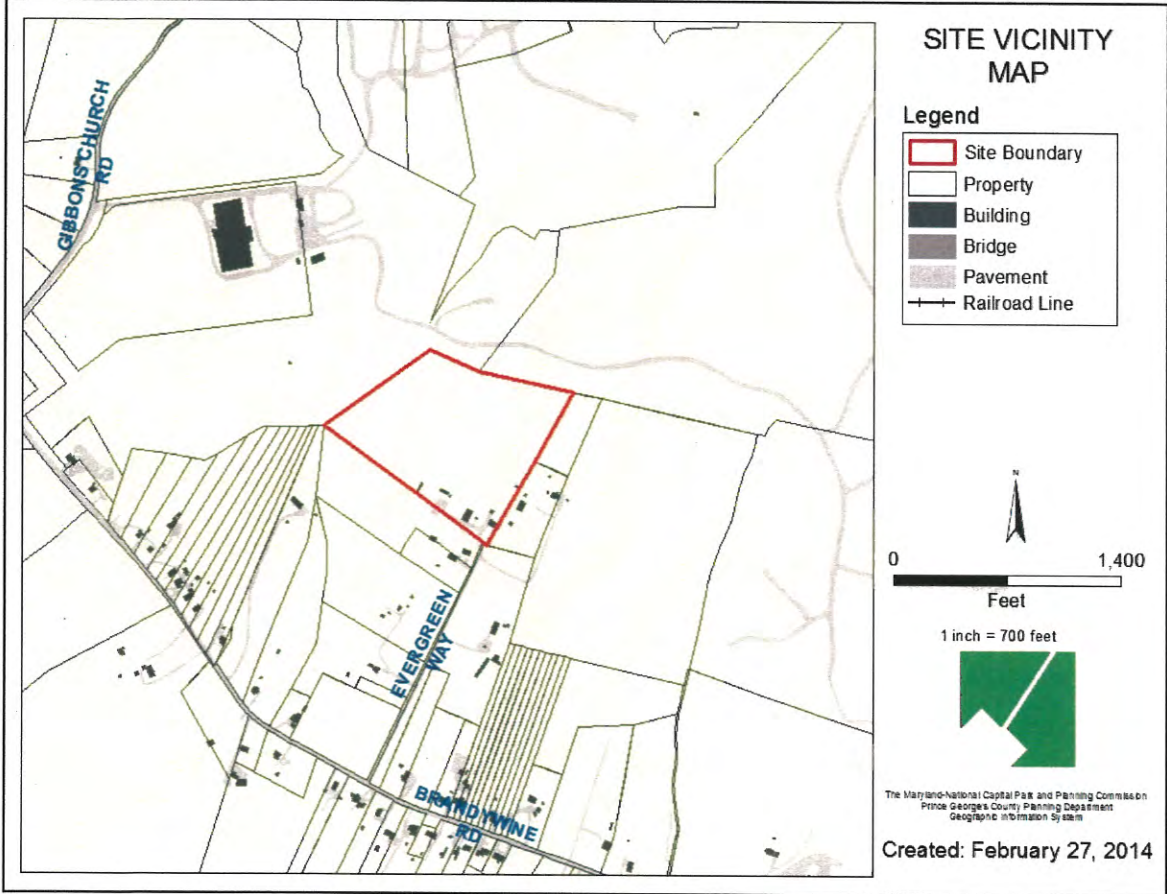 SITE VICINITY
MAP
Legend
Site Boundary
Property
Building
Bridge
Pavement
Railroad Line
GIBBONS CHURCH
RD
EVERGREEN
WAY
BRANDYWINE
RD
N
0 1,400
Feet
1 inch = 700 feet
The Maryland-National Capital Park and Planning Commission
Prince George's County Planning Department
Geographic Information System
Created: February 27, 2014